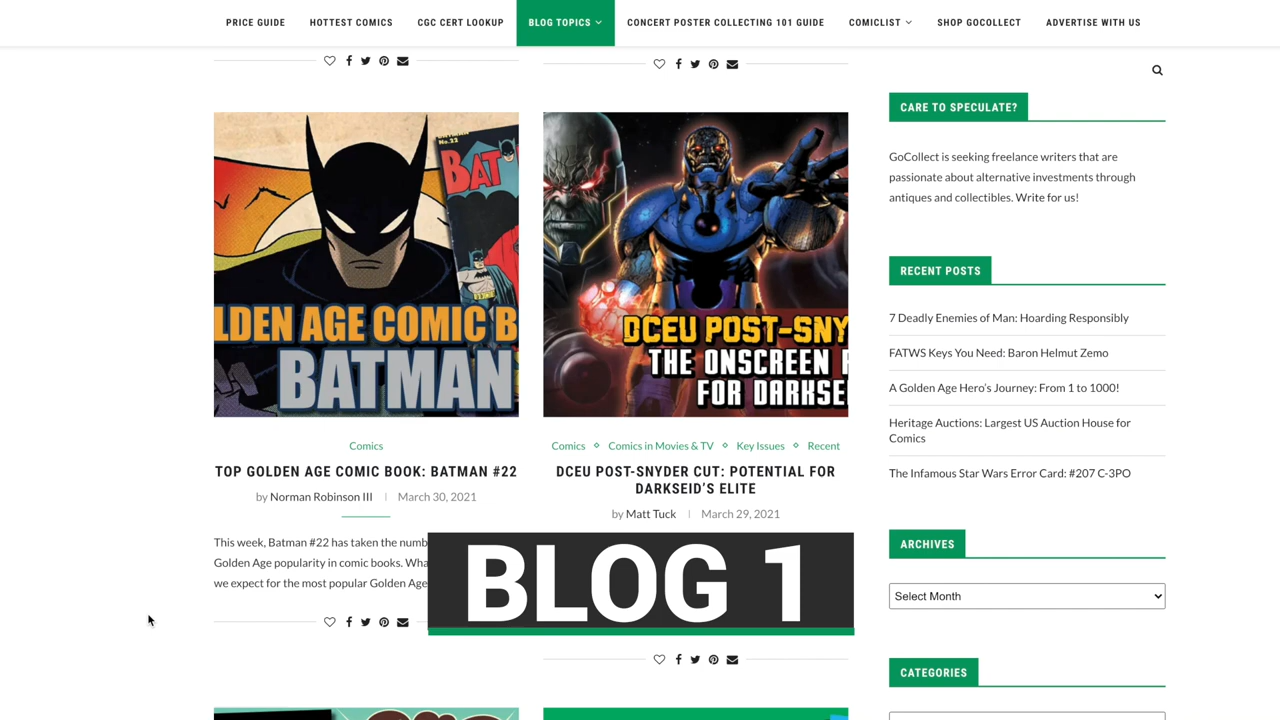 PRICE GUIDE HOTTEST COMICS CGC CERT LOOKUP BLOG TOPICS CONCERT POSTER COLLECTING 101 GUIDE COMICLIST SHOP GOCOLLECT ADVERTISE WITH US
BATMAN
No.22
BAT
LDEN AGE COMIC B
BATMAN
Comics
TOP GOLDEN AGE COMIC BOOK: BATMAN #22
by Norman Robinson III March 30, 2021
This week, Batman #22 has taken the numb
Golden Age popularity in comic books. Wha
we expect for the most popular Golden Age
DCEU POST-SNY
THE ONSCREEN
FOR DARKSE
Comics Comics in Movies & TV Key Issues Recent
DCEU POST-SNYDER CUT: POTENTIAL FOR
DARKSEID'S ELITE
by Matt Tuck March 29, 2021
BLOG 1
CARE TO SPECULATE?
GoCollect is seeking freelance writers that are
passionate about alternative investments through
antiques and collectibles. Write for us!
RECENT POSTS
7 Deadly Enemies of Man: Hoarding Responsibly
FATWS Keys You Need: Baron Helmut Zemo
A Golden Age Hero's Journey: From 1 to 1000!
Heritage Auctions: Largest US Auction House for
Comics
The Infamous Star Wars Error Card: #207 C-3PO
ARCHIVES
Select Month
CATEGORIES